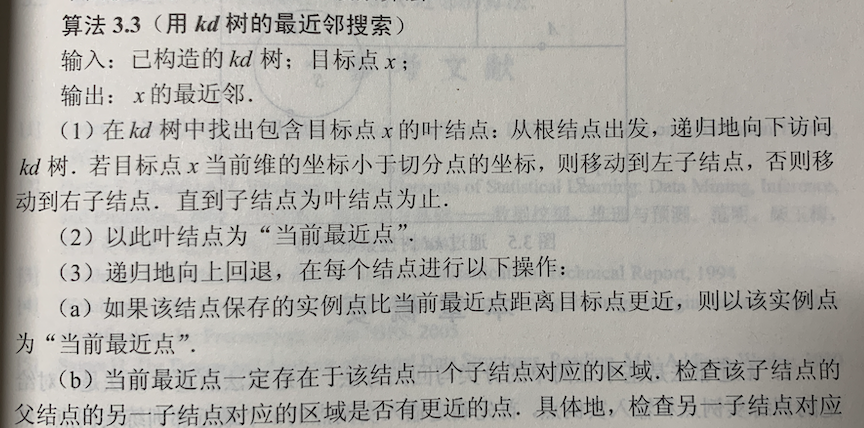 算法 3.3（用 kd 树的最近邻搜索）
输入：已构造的 kd 树；目标点 x；
输出：x 的最近邻．
（1）在 kd 树中找出包含目标点 x 的叶结点：从根结点出发，递归地向下访问
kd 树．若目标点 x 当前维的坐标小于切分点的坐标，则移动到左子结点，否则移
动到右子结点．直到子结点为叶结点为止．
（2）以此叶结点为“当前最近点”．
（3）递归地向上回退，在每个结点进行以下操作：
（a）如果该结点保存的实例点比当前最近点距离目标点更近，则以该实例点
为“当前最近点”．
（b）当前最近点一定存在于该结点一个子结点对应的区域．检查该子结点的
父结点的另一子结点对应的区域是否有更近的点．具体地，检查另一子结点对应